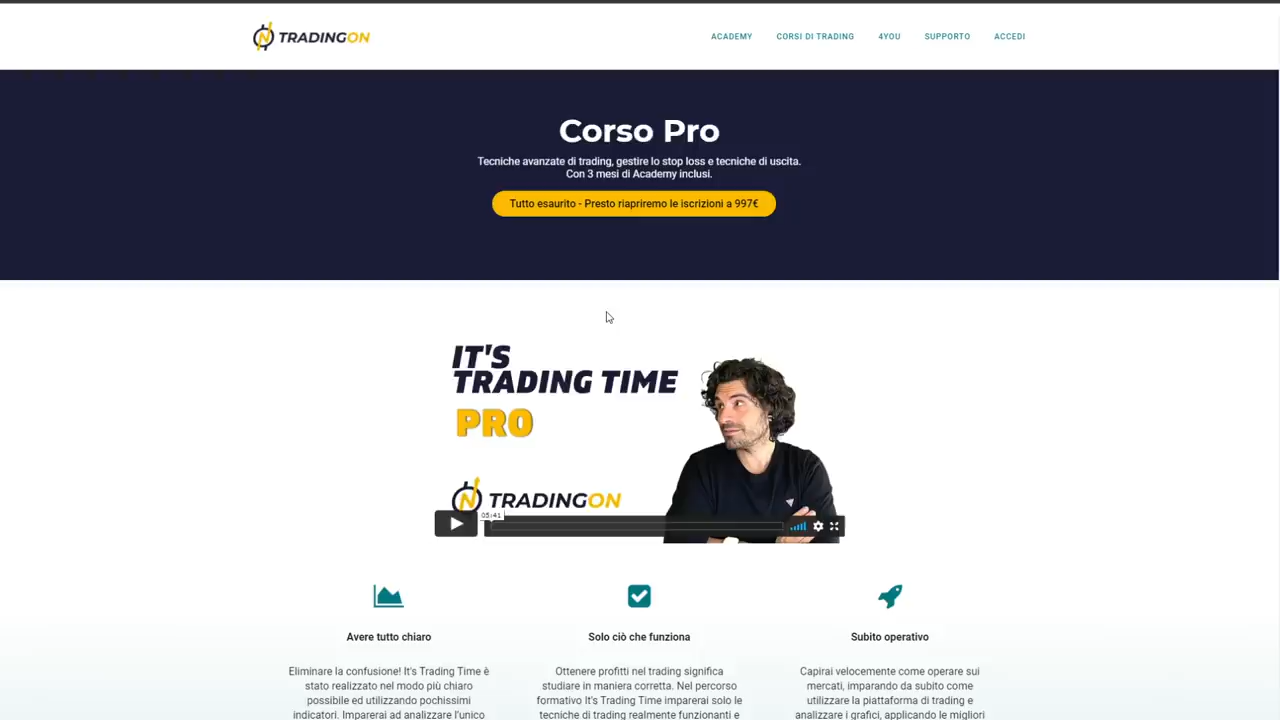 TRADINGON
ACADEMY CORSI DI TRADING 4YOU SUPPORTO ACCEDI
Corso Pro
Tecniche avanzate di trading, gestire lo stop loss e tecniche di uscita.
Con 3 mesi di Academy inclusi.
Tutto esaurito - Presto riapriremo le iscrizioni a 997€
IT'S
TRADING TIME
PRO
TRADINGON
05:41
Avere tutto chiaro
Eliminare la confusione! It's Trading Time è
stato realizzato nel modo più chiaro
possibile ed utilizzando pochissimi
indicatori. Imparerai ad analizzare l'unico
Solo ciò che funziona
Ottenere profitti nel trading significa
studiare in maniera corretta. Nel percorso
formativo It's Trading Time imparerai solo le
tecniche di trading realmente funzionanti e
Subito operativo
Capirai velocemente come operare sui
mercati, imparando da subito come
utilizzare la piattaforma di trading e
analizzare i grafici, applicando le migliori